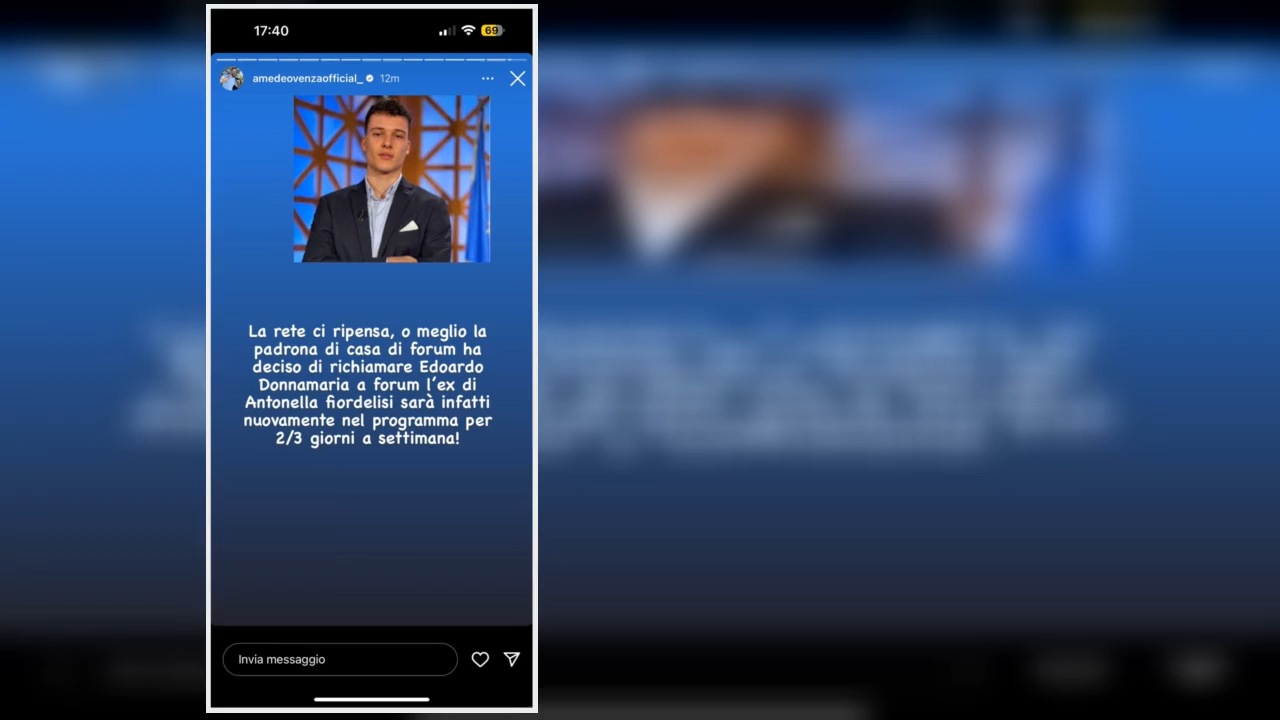 17:40
69
amedeovenzaofficial_ 12m
La rete ci ripensa, o meglio la
padrona di casa di forum ha
deciso di richiamare Edoardo
Donnamaria a forum l'ex di
Antonella fiordelisi sarà infatti
nuovamente nel programma per
2/3 giorni a settimana!
Invia messaggio